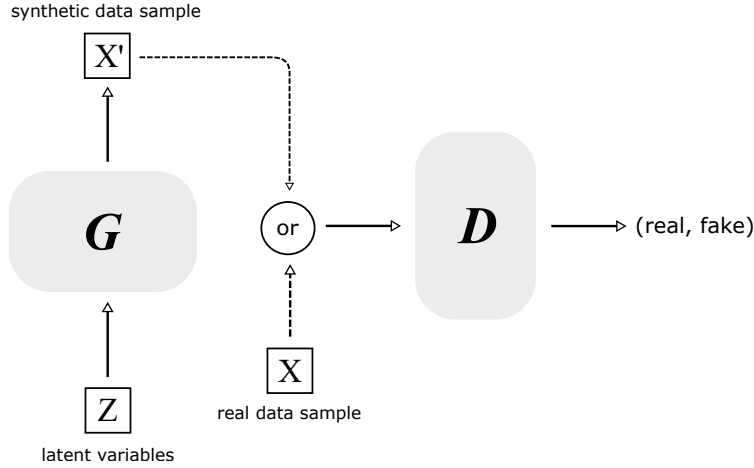 synthetic data sample
X'
G
or
D
(real, fake)
X
Z
real data sample
latent variables